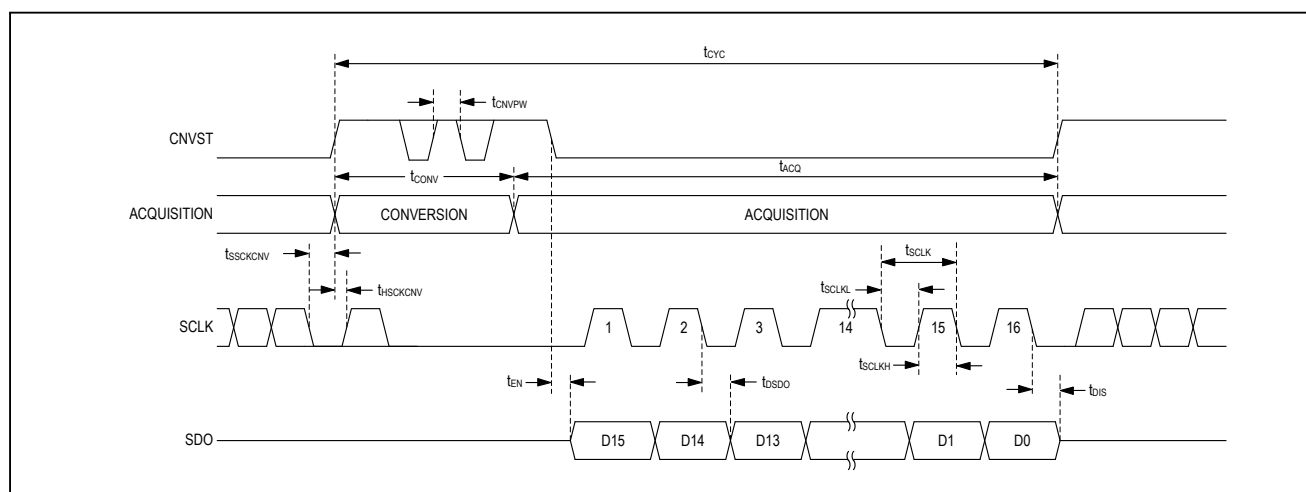 tCYC
tCNVPW
CNVST
tCONV
tACQ
ACQUISITION
CONVERSION
ACQUISITION
tSSCKCNV
tHSCKCNV
tSCLK
tSCLKL
SCLK
1 2 3 14 15 16
tSCLKH
tEN
tDSDO
tDIS
SDO
D15 D14 D13 D1 D0